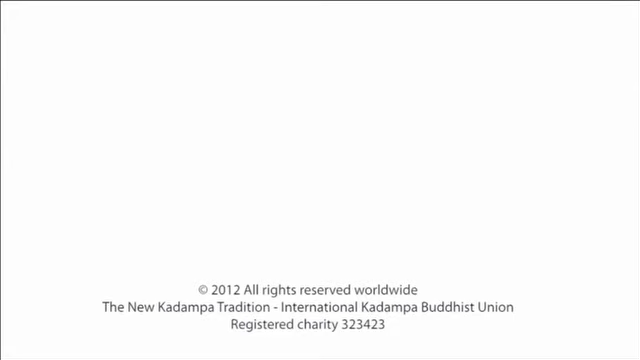 © 2012 All rights reserved worldwide
The New Kadampa Tradition - International Kadampa Buddhist Union
Registered charity 323423